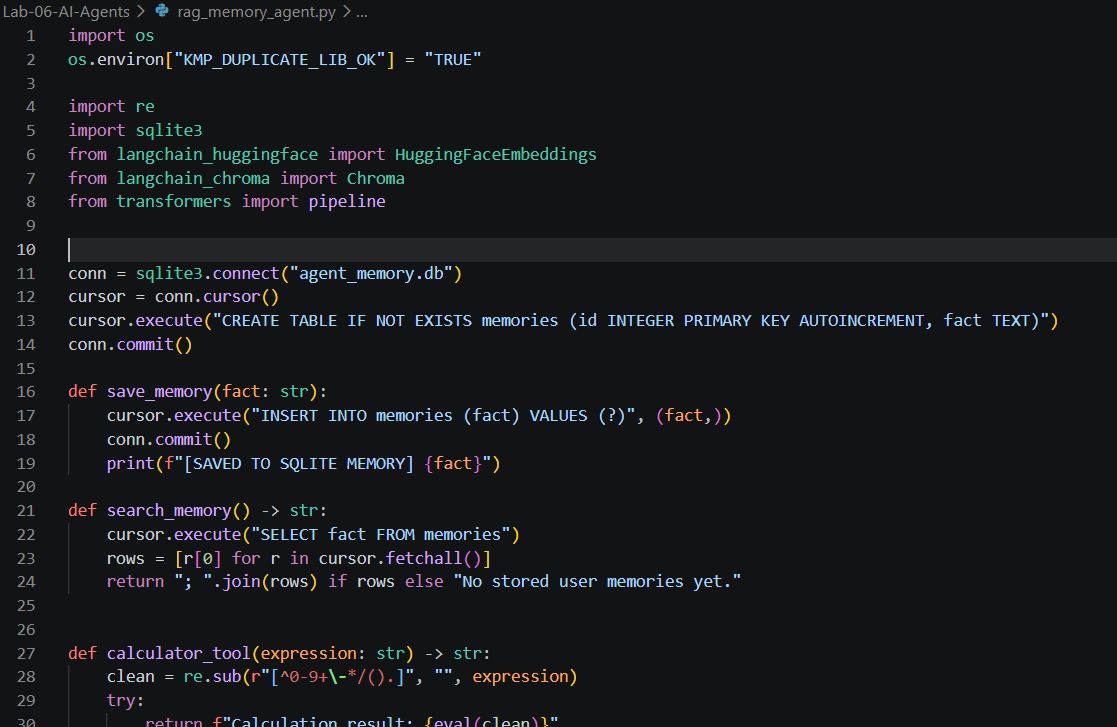 Lab-06-AI-Agents > rag_memory_agent.py > ...
1 import os
2 os.environ["KMP_DUPLICATE_LIB_OK"] = "TRUE"
3
4 import re
5 import sqlite3
6 from langchain_huggingface import HuggingFaceEmbeddings
7 from langchain_chroma import Chroma
8 from transformers import pipeline
9
10
11 conn = sqlite3.connect("agent_memory.db")
12 cursor = conn.cursor()
13 cursor.execute("CREATE TABLE IF NOT EXISTS memories (id INTEGER PRIMARY KEY AUTOINCREMENT, fact TEXT)")
14 conn.commit()
15
16 def save_memory(fact: str):
17     cursor.execute("INSERT INTO memories (fact) VALUES (?)", (fact,))
18     conn.commit()
19     print(f"[SAVED TO SQLITE MEMORY] {fact}")
20
21 def search_memory() -> str:
22     cursor.execute("SELECT fact FROM memories")
23     rows = [r[0] for r in cursor.fetchall()]
24     return "; ".join(rows) if rows else "No stored user memories yet."
25
26
27 def calculator_tool(expression: str) -> str:
28     clean = re.sub(r"[^0-9+\-*/().]", "", expression)
29     try:
30         return f"Calculation result: {eval(clean)}"